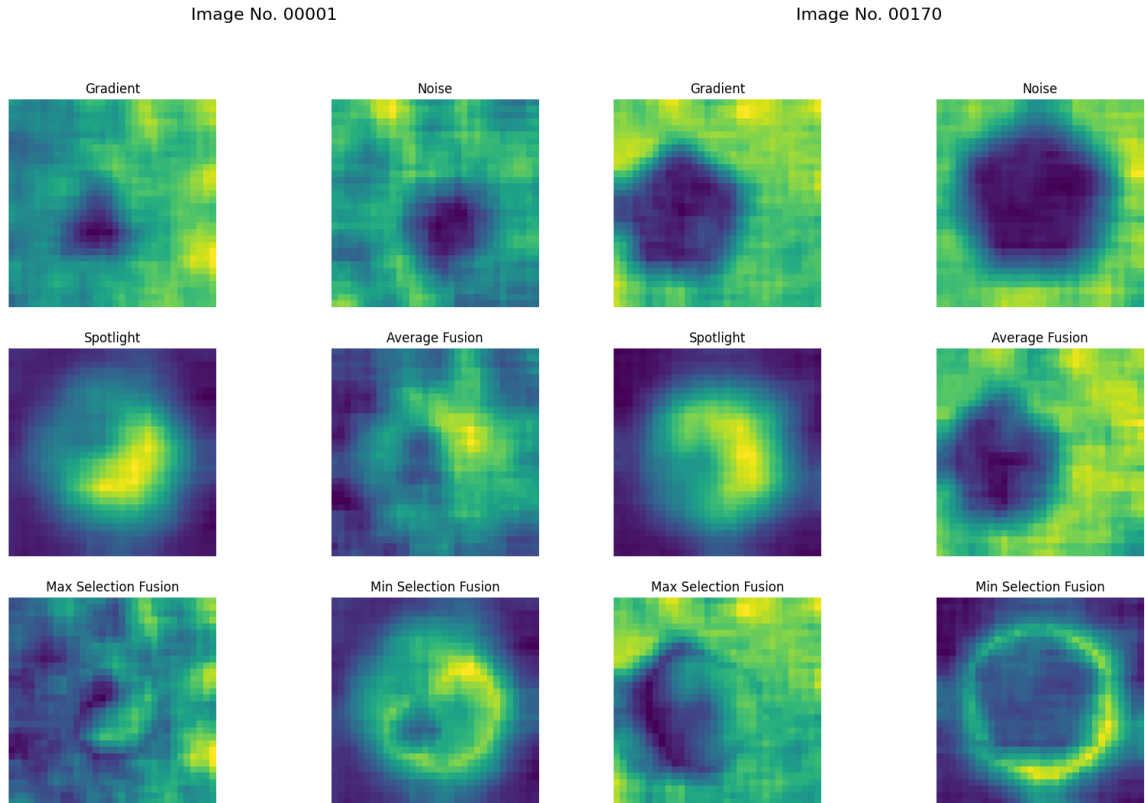 Image No. 00001
Image No. 00170
Gradient
Noise
Gradient
Noise
Spotlight
Average Fusion
Spotlight
Average Fusion
Max Selection Fusion
Min Selection Fusion
Max Selection Fusion
Min Selection Fusion